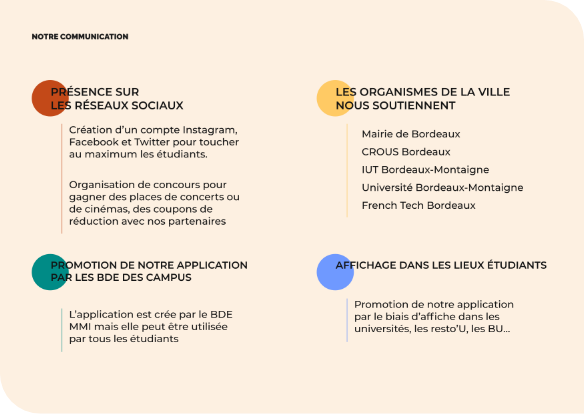 NOTRE COMMUNICATION
PRÉSENCE SUR
LES RÉSEAUX SOCIAUX
Création d'un compte Instagram,
Facebook et Twitter pour toucher
au maximum les étudiants.
Organisation de concours pour
gagner des places de concerts ou
de cinémas, des coupons de
réduction avec nos partenaires
LES ORGANISMES DE LA VILLE
NOUS SOUTIENNENT
Mairie de Bordeaux
CROUS Bordeaux
IUT Bordeaux-Montaigne
Université Bordeaux-Montaigne
French Tech Bordeaux
PROMOTION DE NOTRE APPLICATION
PAR LES BDE DES CAMPUS
L'application est crée par le BDE
MMI mais elle peut être utilisée
par tous les étudiants
AFFICHAGE DANS LES LIEUX ÉTUDIANTS
Promotion de notre application
par le biais d'affiche dans les
universités, les resto'U, les BU...